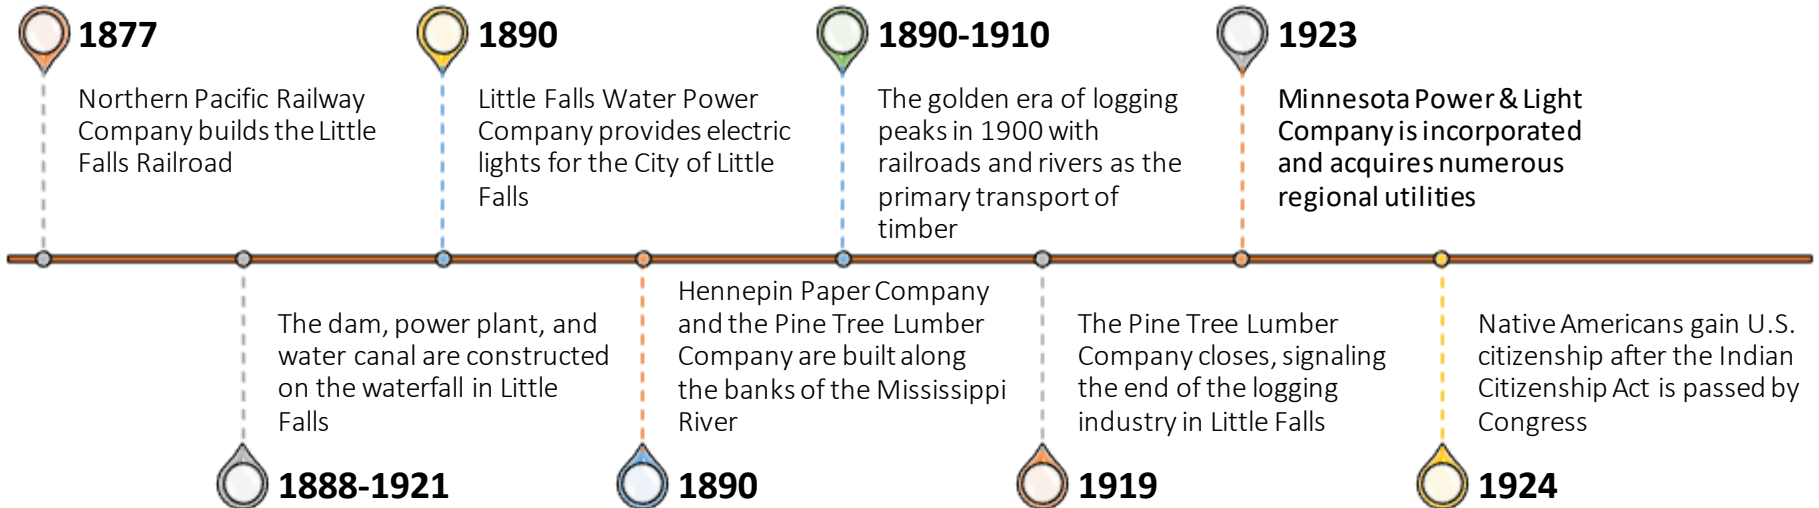 1877
Northern Pacific Railway
Company builds the Little
Falls Railroad
1888-1921
The dam, power plant, and
water canal are constructed
on the waterfall in Little
Falls
1890
Little Falls Water Power
Company provides electric
lights for the City of Little
Falls
1890
Hennepin Paper Company
and the Pine Tree Lumber
Company are built along
the banks of the Mississippi
River
1890-1910
The golden era of logging
peaks in 1900 with
railroads and rivers as the
primary transport of
timber
1919
The Pine Tree Lumber
Company closes, signaling
the end of the logging
industry in Little Falls
1923
Minnesota Power & Light
Company is incorporated
and acquires numerous
regional utilities
1924
Native Americans gain U.S.
citizenship after the Indian
Citizenship Act is passed by
Congress